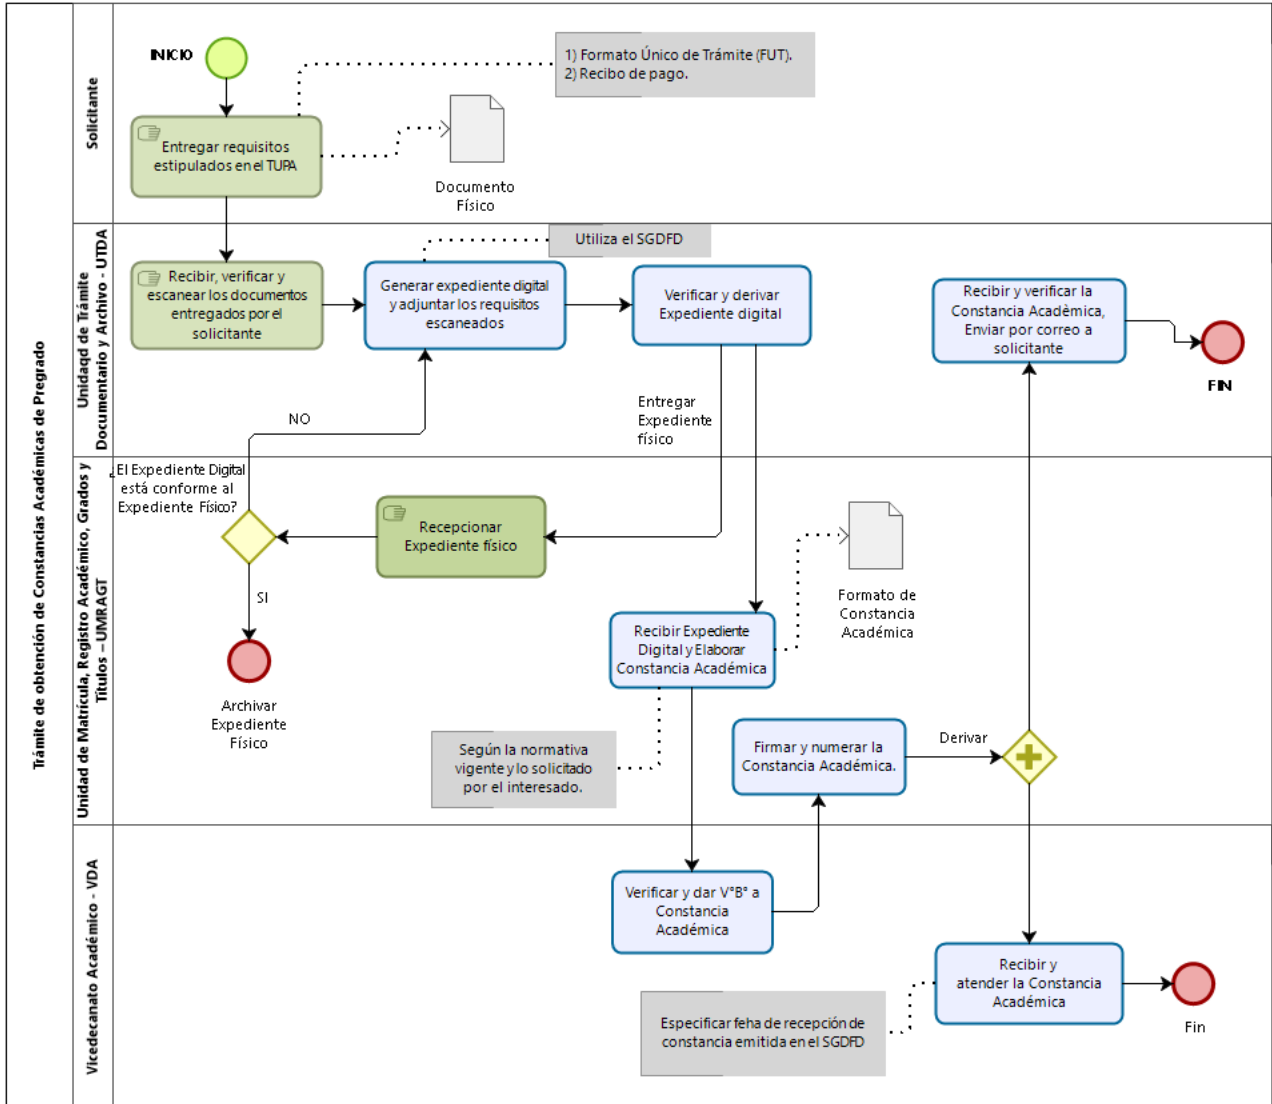 Trámite de obtención de Constancias Académicas de Pregrado
Solicitante
INICIO
1) Formato Único de Trámite (FUT).
2) Recibo de pago.
Entregar requisitos
estipulados en el TUPA
Documento
Físico
Unidaqd de Trámite
Documentario y Archivo - UTDA
Utiliza el SGDFD
Recibir, verificar y
escanear los documentos
entregados por el
solicitante
Generar expediente digital
y adjuntar los requisitos
escaneados
Verificar y derivar
Expediente digital
Recibir y verificar la
Constancia Acadèmica,
Enviar por correo a
solicitante
FIN
NO
Entregar
Expediente
físico
Unidad de Matrícula, Registro Académico, Grados y
Títulos –UMRAGT
¿El Expediente Digital
está conforme al
Expediente Físico?
Recepcionar
Expediente físico
SI
Archivar
Expediente
Físico
Formato de
Constancia
Académica
Recibir Expediente
Digital y Elaborar
Constancia Académica
Según la normativa
vigente y lo solicitado
por el interesado.
Firmar y numerar la
Constancia Académica.
Derivar
Vicedecanato Académico - VDA
Verificar y dar V°B° a
Constancia
Académica
Recibir y
atender la Constancia
Académica
Fin
Especificar feha de recepción de
constancia emitida en el SGDFD